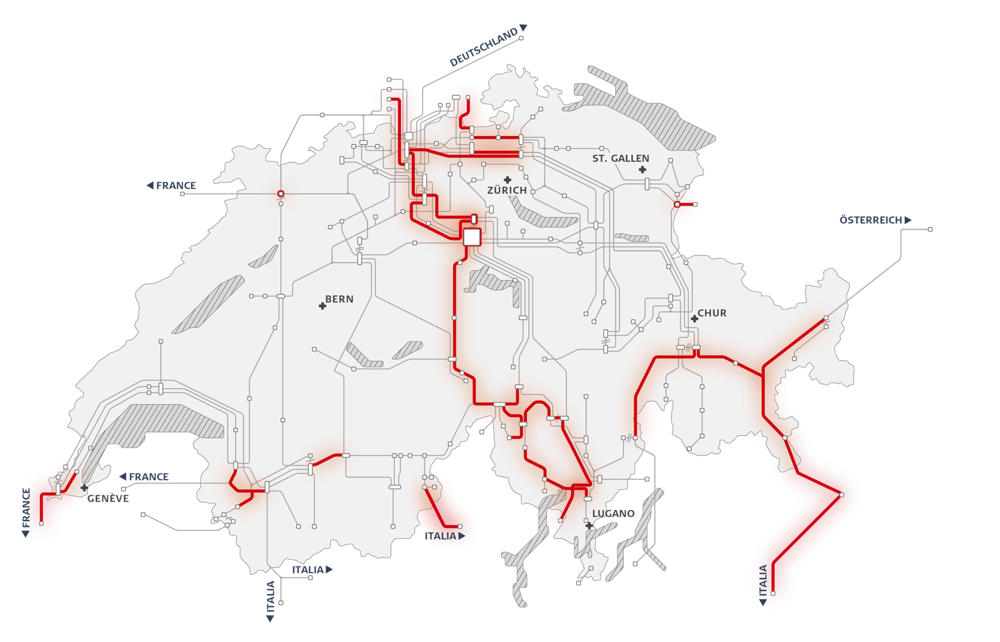 DEUTSCHLAND
ST. GALLEN
FRANCE
ZÜRICH
ÖSTERREICH
BERN
CHUR
FRANCE
GENÈVE
FRANCE
LUGANO
ITALIA
ITALIA
ITALIA
ITALIA